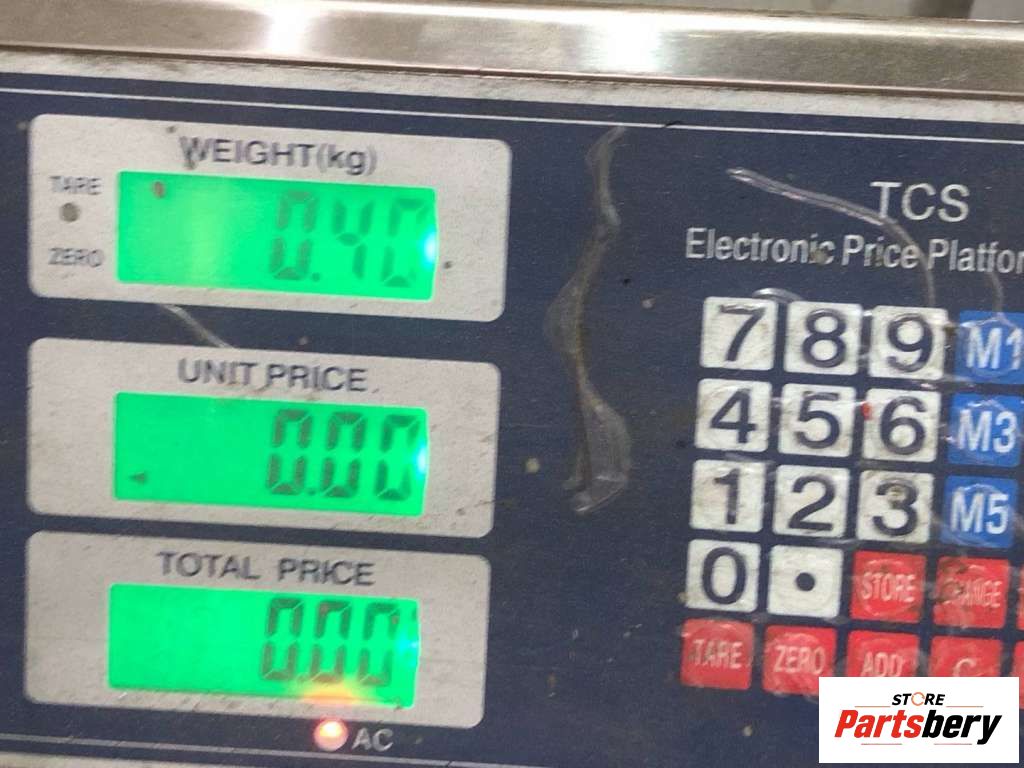 WEIGHT(kg)
TARE
0.40
ZERO
UNIT PRICE
0.00
TOTAL PRICE
0.00
AC
TCS
Electronic Price Platfor
7 8 9 M1
4 5 6 M3
1 2 3 M5
0 . STORE CHANGE
TARE ZERO ADD C
STORE
Partsbery